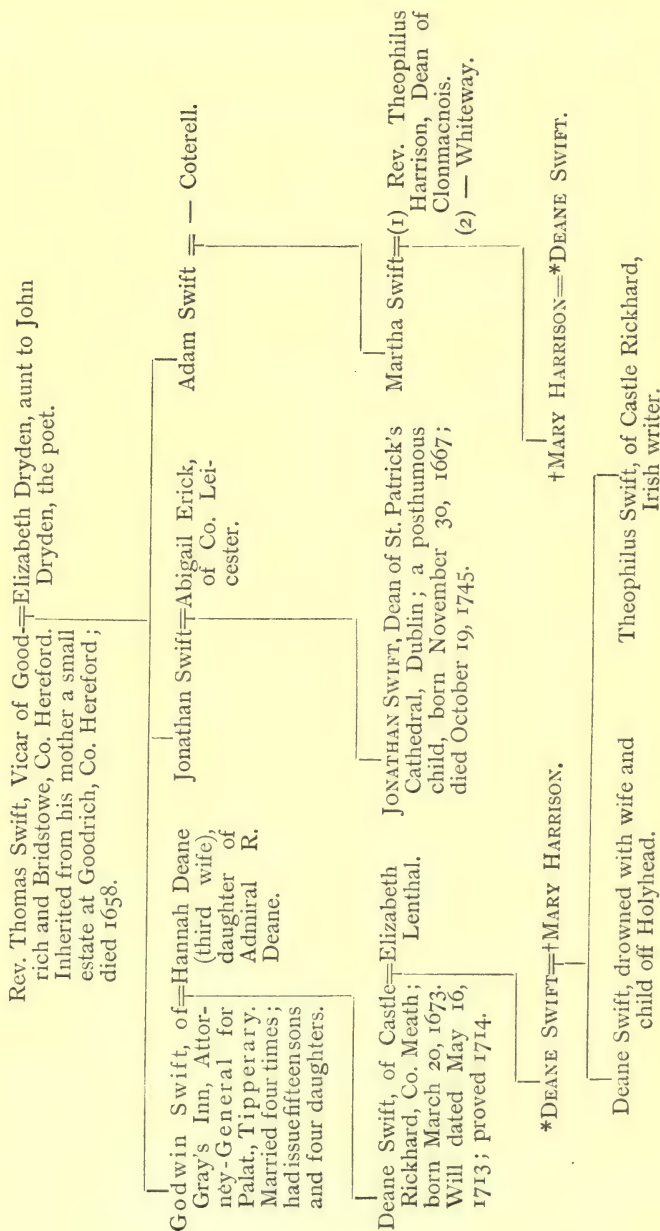 Rev. Thomas Swift, Vicar of Good-=Elizabeth Dryden, aunt to John
rich and Bridstowe, Co. Hereford. Dryden, the poet.
Inherited from his mother a small
estate at Goodrich, Co. Hereford;
died 1658.
Godwin Swift, of=Hannah Deane
Gray's Inn, Attor- (third wife),
ney-General for daughter of
Palat., Tipperary. Admiral R.
Married four times; Deane.
had issue fifteen sons
and four daughters.
Jonathan Swift=Abigail Erick,
of Co. Lei-
cester.
Adam Swift = — Coterell.
Deane Swift, of Castle=Elizabeth
Rickhard, Co. Meath; Lenthal.
born March 20, 1673.
Will dated May 16,
1713; proved 1714.
JONATHAN SWIFT, Dean of St. Patrick's
Cathedral, Dublin; a posthumous
child, born November 30, 1667;
died October 19, 1745.
Martha Swift=(1) Rev. Theophilus
Harrison, Dean of
Clonmacnois.
(2) — Whiteway.
*DEANE SWIFT=†MARY HARRISON.
†MARY HARRISON=*DEANE SWIFT.
Deane Swift, drowned with wife and
child off Holyhead.
Theophilus Swift, of Castle Rickhard,
Irish writer.